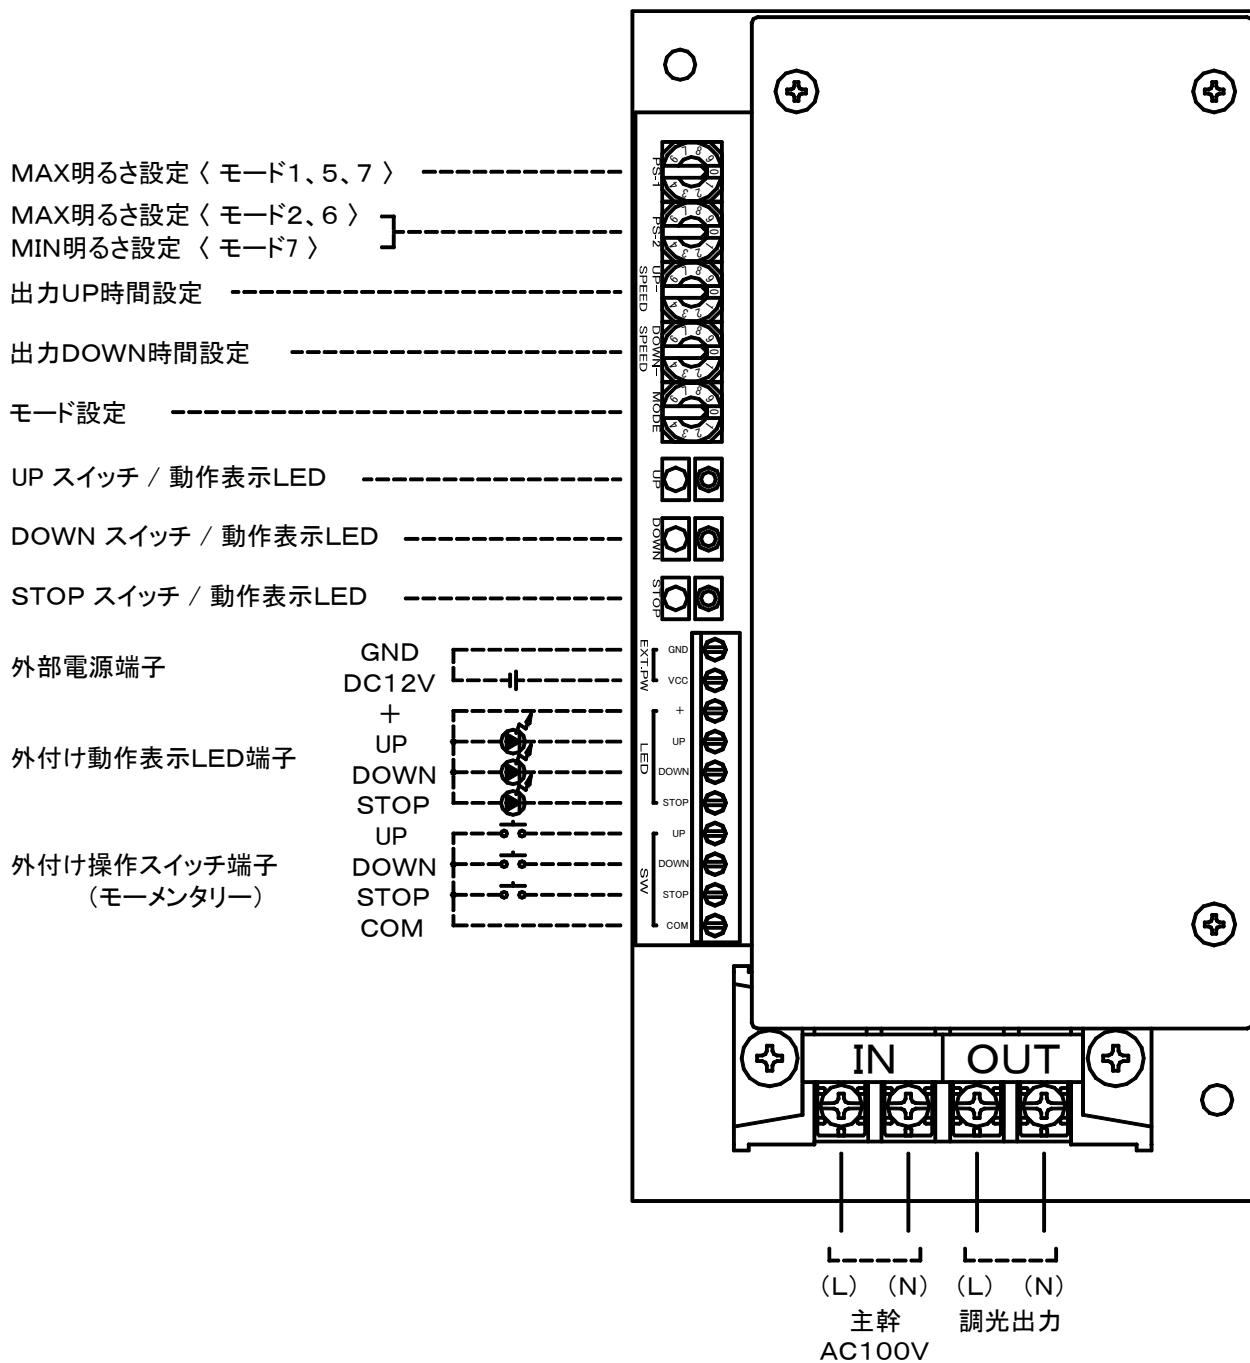 MAX明るさ設定〈 モード1、5、7 〉
MAX明るさ設定〈 モード2、6 〉
MIN明るさ設定 〈 モード7 〉
出力UP時間設定
出力DOWN時間設定
モード設定
UP スイッチ / 動作表示LED
DOWN スイッチ / 動作表示LED
STOP スイッチ / 動作表示LED
外部電源端子
GND
DC12V
外付け動作表示LED端子
+
UP
DOWN
STOP
外付け操作スイッチ端子
(モーメンタリー)
UP
DOWN
STOP
COM
PS-1
PS-2
UP-
SPEED
DOWN-
SPEED
MODE
UP
DOWN
STOP
EXT.PW
GND
VCC
LED
+
UP
DOWN
STOP
SW
UP
DOWN
STOP
COM
IN
OUT
(L) (N) (L) (N)
主幹 調光出力
AC100V